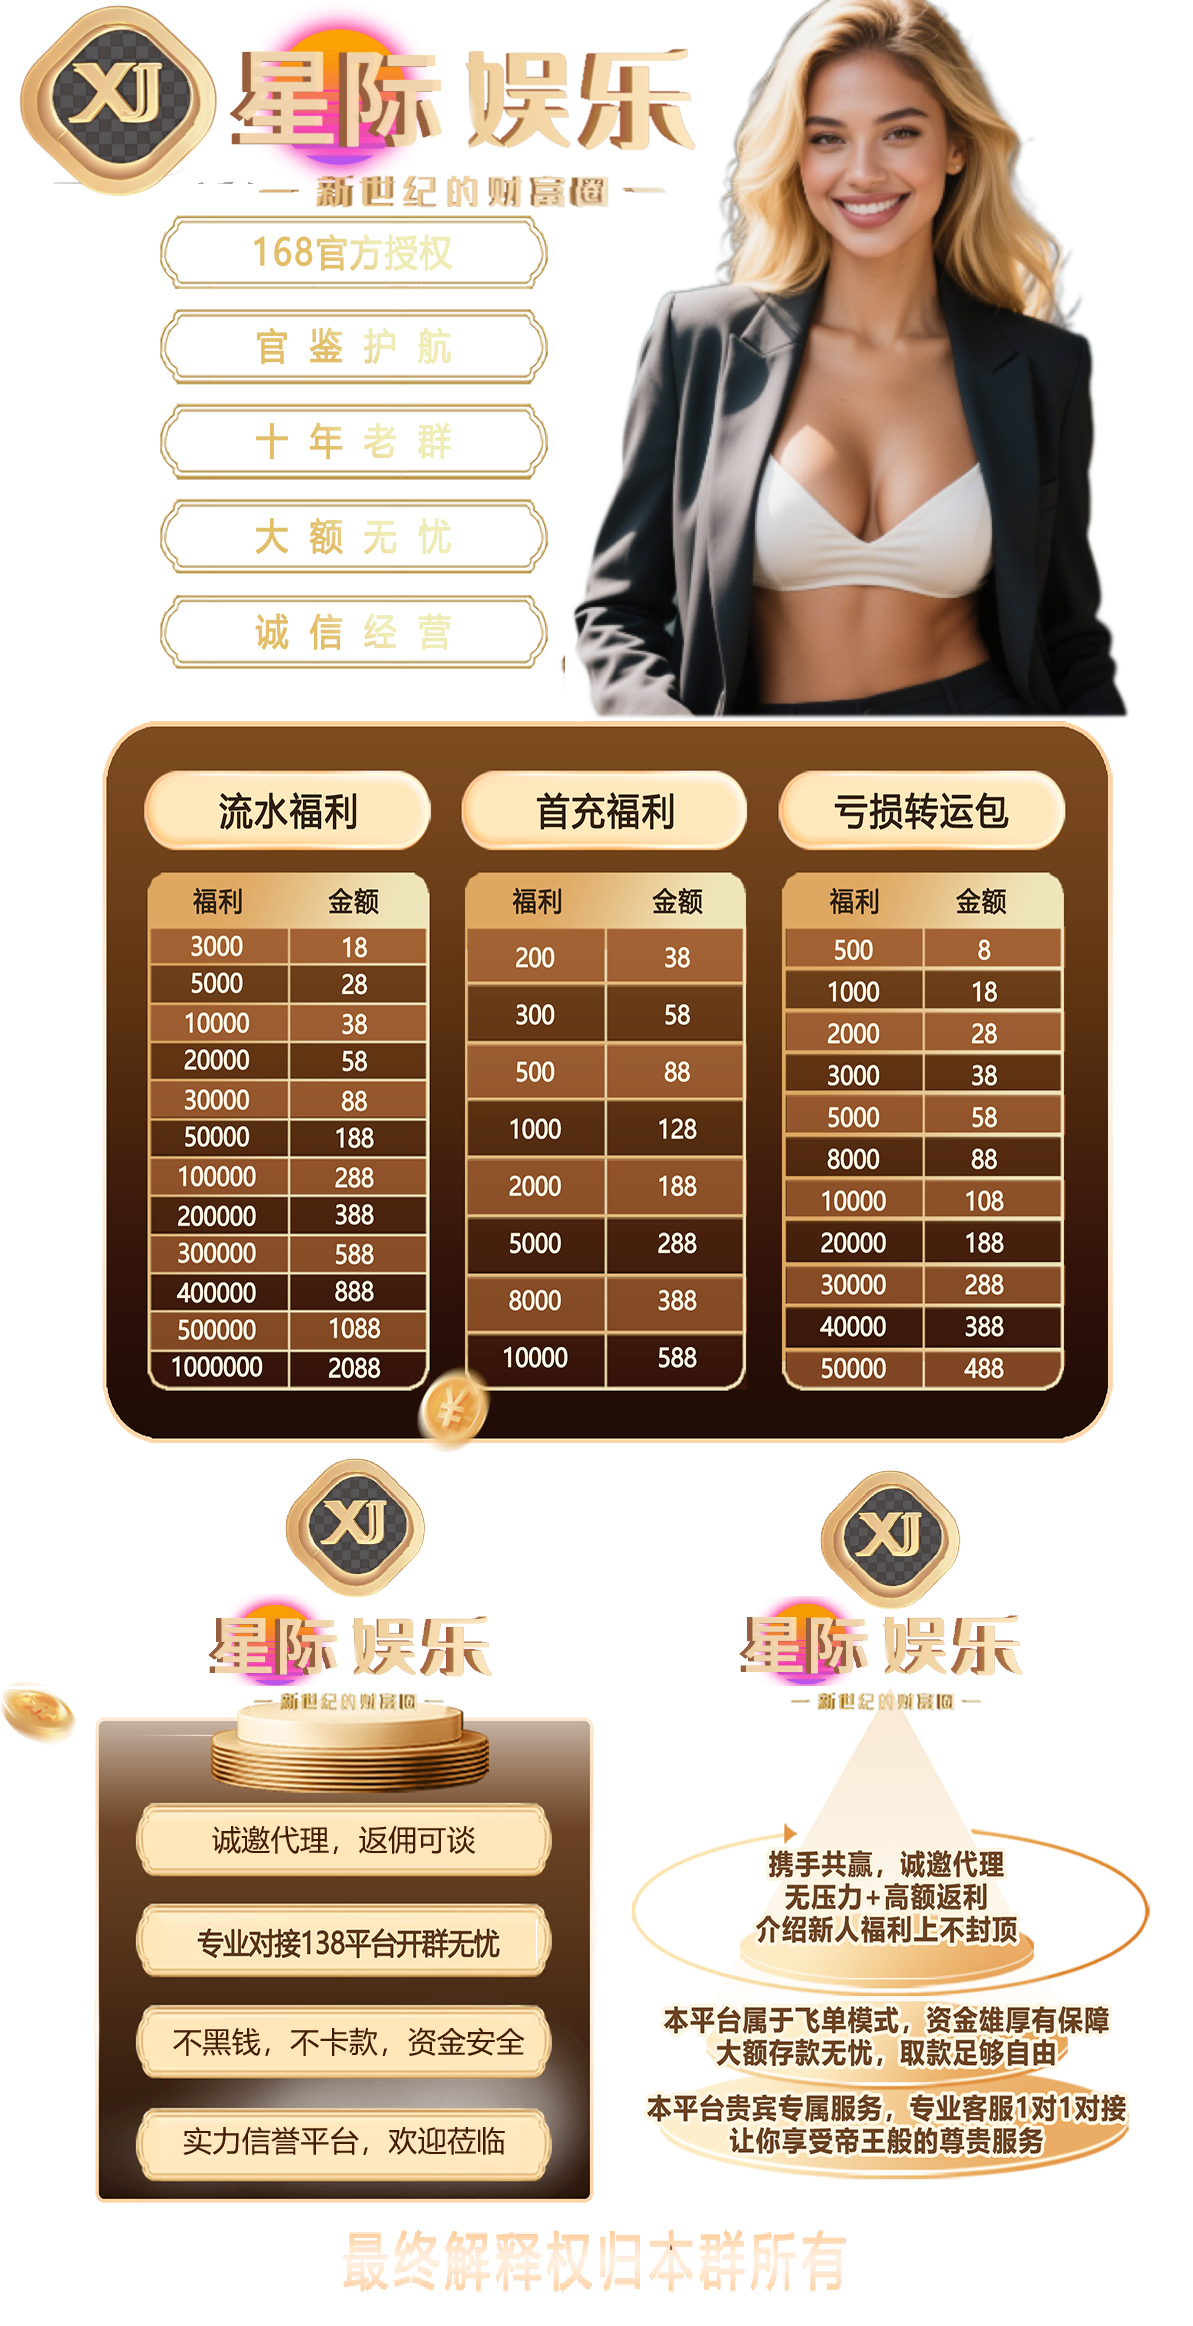 XJ
星际 娱乐
新世纪的财富圈
168官方授权
官鉴护航
十年老群
大额无忧
诚信经营
流水福利 首充福利 亏损转运包
福利 金额 福利 金额 福利 金额
3000 18 200 38 500 8
5000 28 300 58 1000 18
10000 38 500 88 2000 28
20000 58 1000 128 3000 38
30000 88 2000 188 5000 58
50000 188 5000 288 8000 88
100000 288 8000 388 10000 108
200000 388 10000 588 20000 188
300000 588 30000 288
400000 888 40000 388
500000 1088 50000 488
1000000 2088
¥
XJ
星际 娱乐
新世纪的财富圈
诚邀代理，返佣可谈
专业对接138平台开群无忧
不黑钱，不卡款，资金安全
实力信誉平台，欢迎莅临
XJ
星际 娱乐
新世纪的财富圈
携手共赢，诚邀代理
无压力+高额返利
介绍新人福利上不封顶
本平台属于飞单模式，资金雄厚有保障
大额存款无忧，取款足够自由
本平台贵宾专属服务，专业客服1对1对接
让你享受帝王般的尊贵服务
最终解释权归本群所有